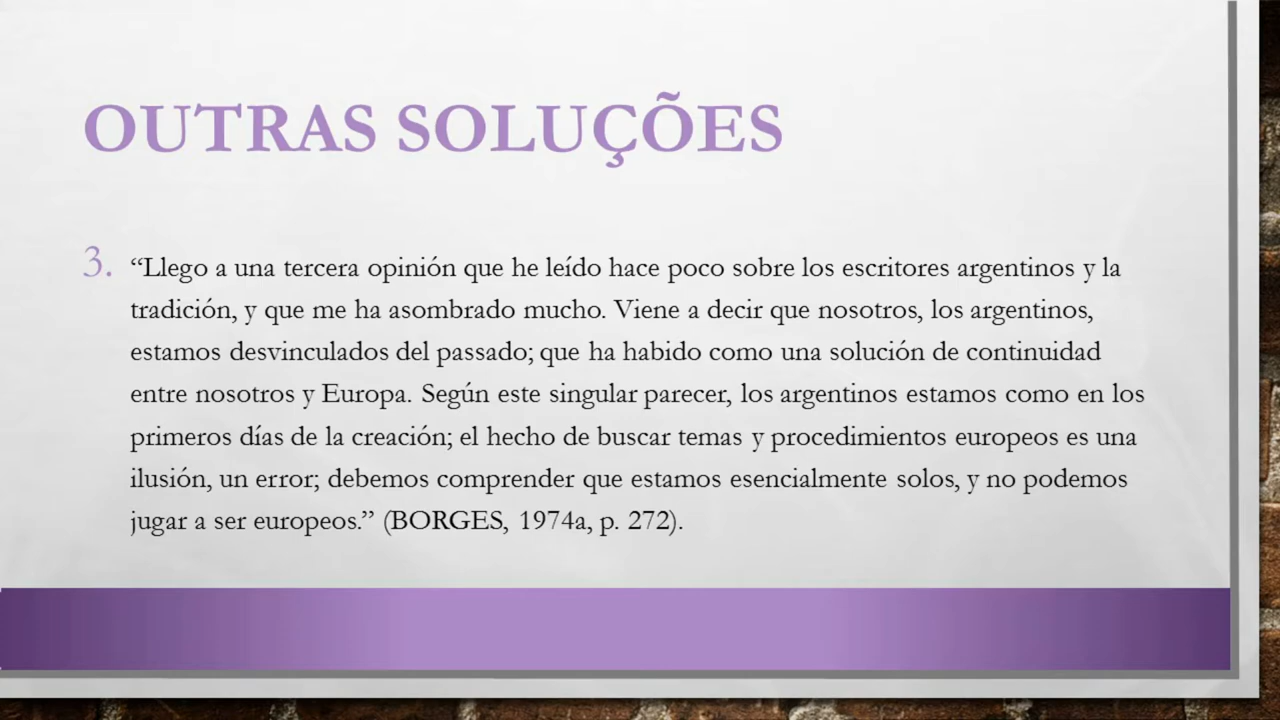 OUTRAS SOLUÇÕES
3. “Llego a una tercera opinión que he leído hace poco sobre los escritores argentinos y la
tradición, y que me ha asombrado mucho. Viene a decir que nosotros, los argentinos,
estamos desvinculados del pasado; que ha habido como una solución de continuidad
entre nosotros y Europa. Según este singular parecer, los argentinos estamos como en los
primeros días de la creación; el hecho de buscar temas y procedimientos europeos es una
ilusión, un error; debemos comprender que estamos esencialmente solos, y no podemos
jugar a ser europeos.” (BORGES, 1974a, p. 272).